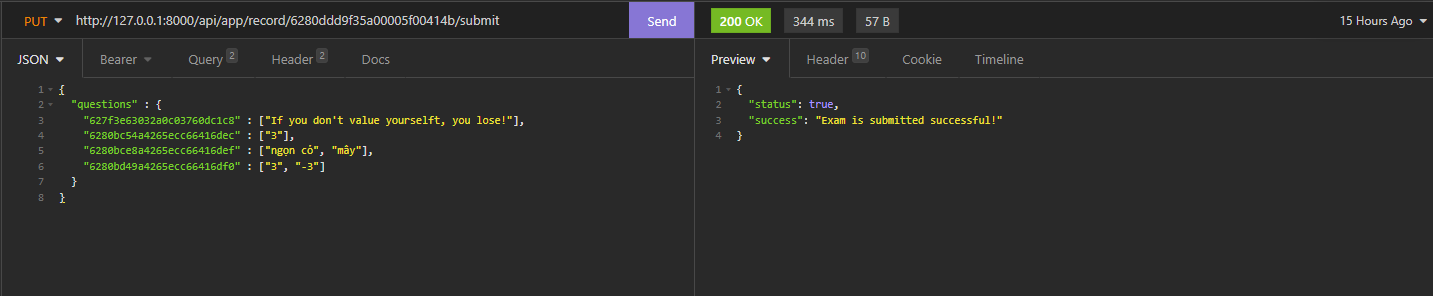 PUT http://127.0.0.1:8000/api/app/record/6280ddd9f35a00005f00414b/submit Send 200 OK 344 ms 57 B 15 Hours Ago
JSON Bearer Query 2 Header 2 Docs Preview Header 10 Cookie Timeline
1 {
2 "questions" : {
3 "627f3e63032a0c03760dc1c8" : ["If you don't value yourselft, you lose!"],
4 "6280bc54a4265ecc66416dec" : ["3"],
5 "6280bce8a4265ecc66416def" : ["ngọn cỏ", "mây"],
6 "6280bd49a4265ecc66416df0" : ["3", "-3"]
7 }
8 }
1 {
2 "status": true,
3 "success": "Exam is submitted successful!"
4 }